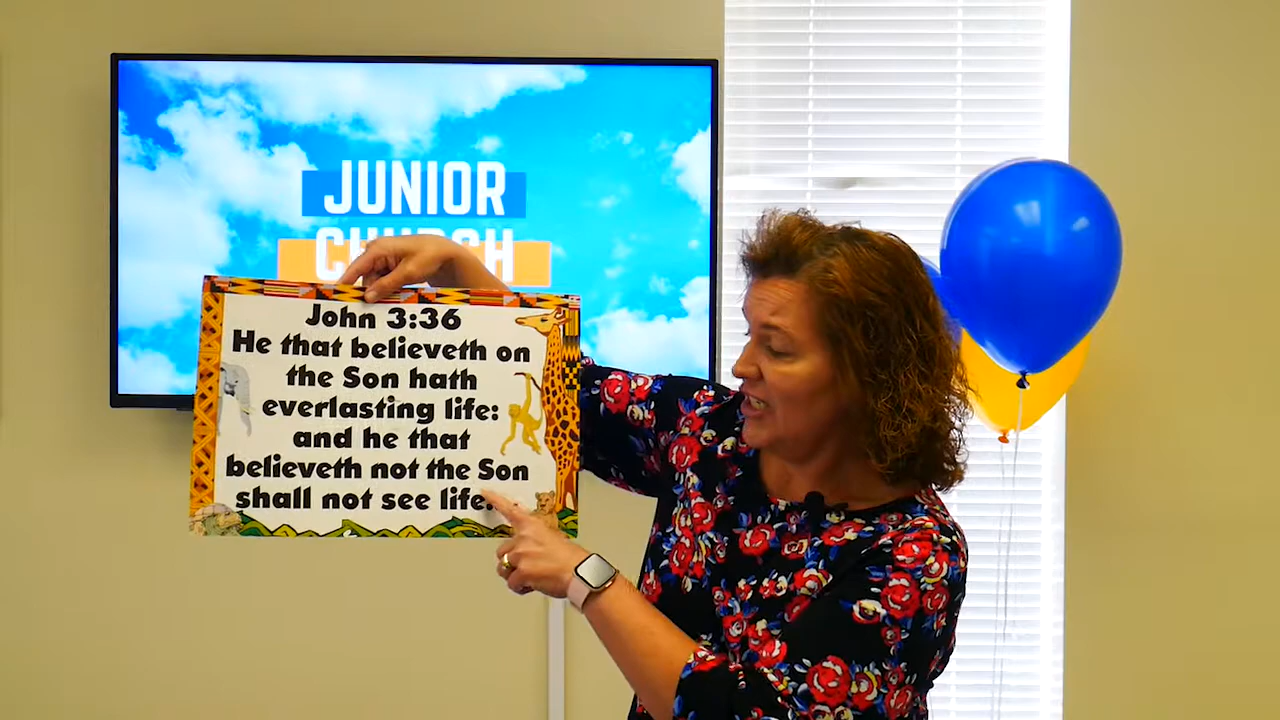 JUNIOR
CHURCH
John 3:36
He that believeth on
the Son hath
everlasting life:
and he that
believeth not the Son
shall not see life.